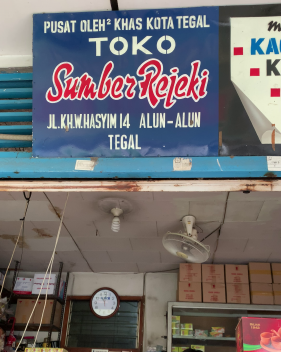 PUSAT OLEH² KHAS KOTA TEGAL
TOKO
Sumber Rejeki
JL.KH.W.HASYIM 14 ALUN-ALUN
TEGAL